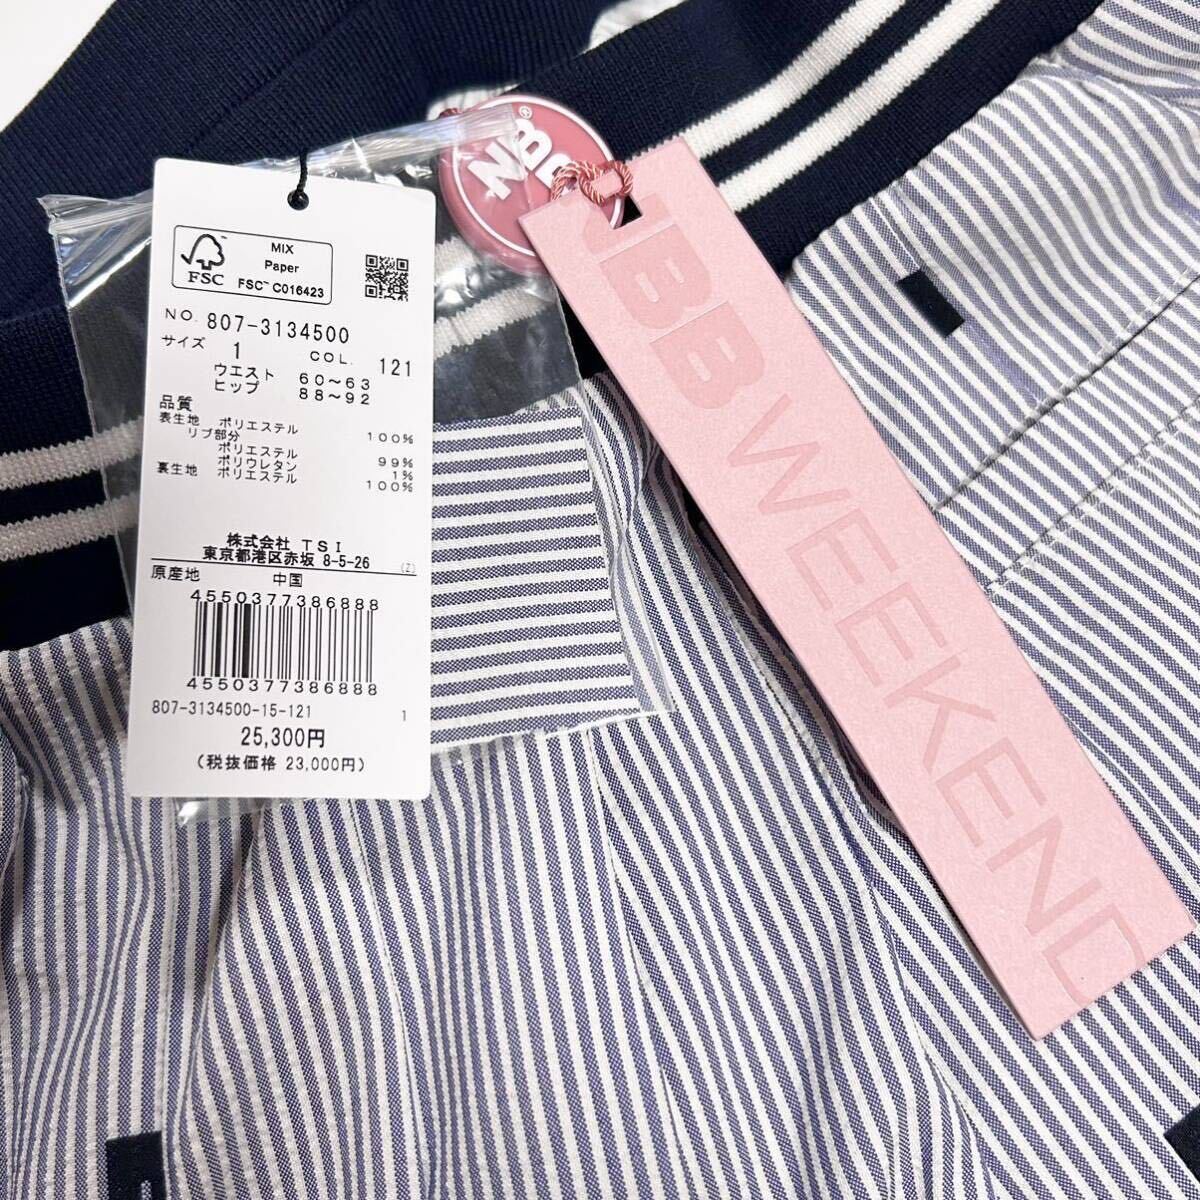 MIX
Paper
FSC™ C016423
FSC
NO. 807-3134500
サイズ 1 COL. 121
ウエスト 60～63
ヒップ 88～92
品質
表生地 ポリエステル 100%
リブ部分
ポリエステル 99%
ポリウレタン 1%
裏生地 ポリエステル 100%
株式会社 TSI
東京都港区赤坂 8-5-26 (Z)
原産地 中国
4550377386888
4550377386888
807-3134500-15-121 1
25,300円
(税抜価格 23,000円)
NBB WEEKEND